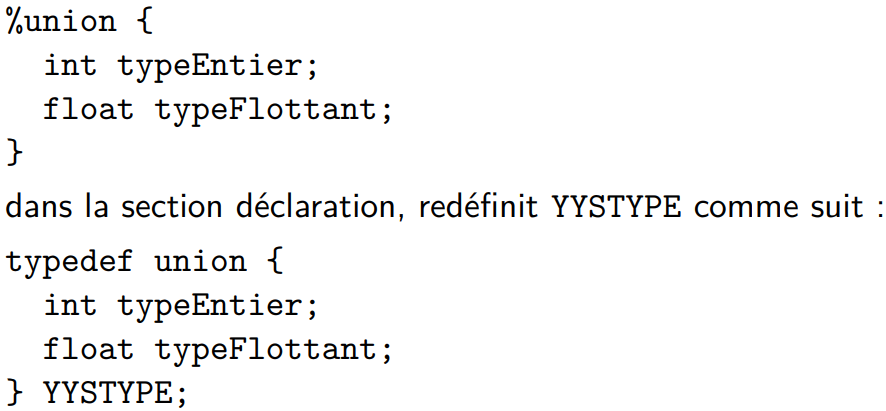 %union {
  int typeEntier;
  float typeFlottant;
}
dans la section déclaration, redéfinit YYSTYPE comme suit :
typedef union {
  int typeEntier;
  float typeFlottant;
} YYSTYPE;